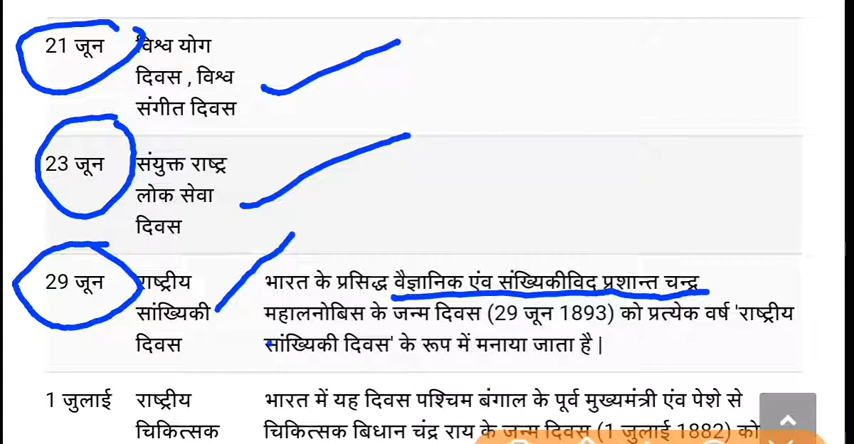 21 जून विश्व योग
दिवस , विश्व
संगीत दिवस
23 जून संयुक्त राष्ट्र
लोक सेवा
दिवस
29 जून राष्ट्रीय भारत के प्रसिद्ध वैज्ञानिक एंव संख्यिकीविद प्रशान्त चन्द्र
सांख्यिकी महालनोबिस के जन्म दिवस (29 जून 1893) को प्रत्येक वर्ष 'राष्ट्रीय
दिवस सांख्यिकी दिवस' के रूप में मनाया जाता है |
1 जुलाई राष्ट्रीय भारत में यह दिवस पश्चिम बंगाल के पूर्व मुख्यमंत्री एंव पेशे से
चिकित्सक चिकित्सक बिधान चंद्र राय के जन्म दिवस (1 जुलाई 1882) को